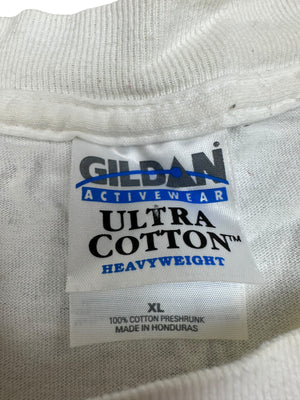 GILDAN
ACTIVEWEAR
ULTRA
COTTON™
HEAVYWEIGHT
XL
100% COTTON PRESHRUNK
MADE IN HONDURAS